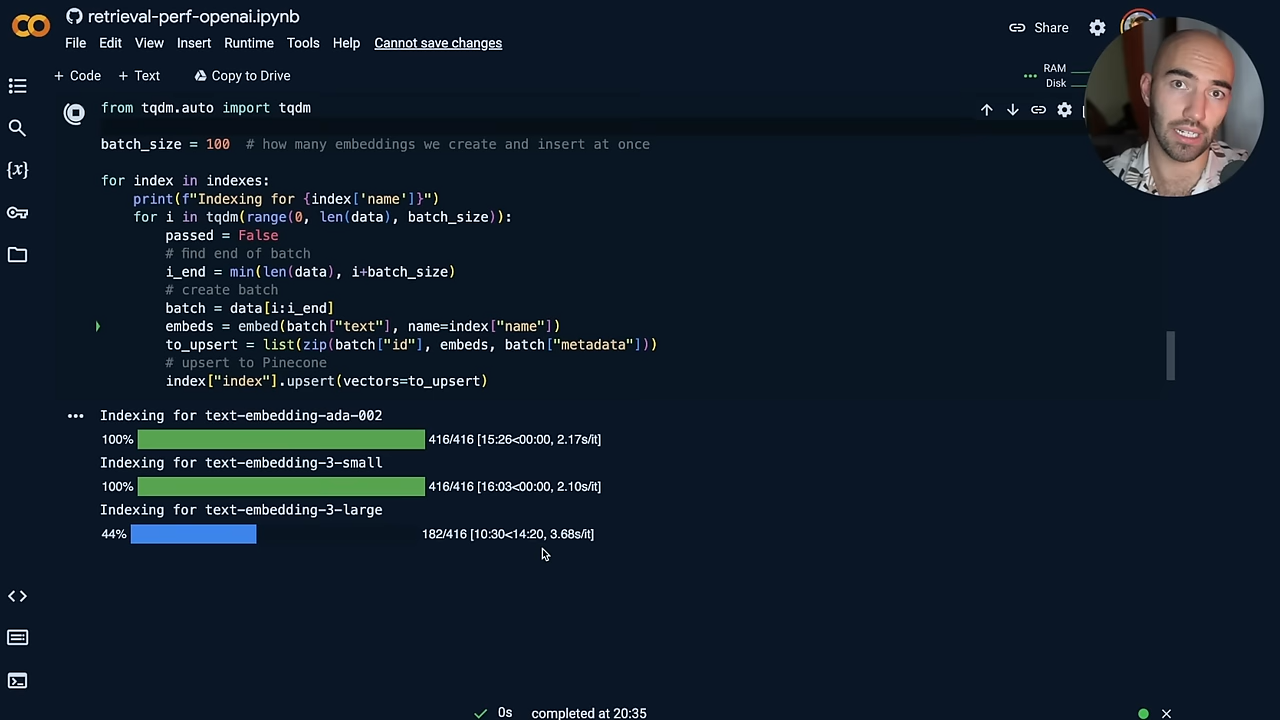 retrieval-perf-openai.ipynb
Share
File Edit View Insert Runtime Tools Help Cannot save changes
+ Code + Text Copy to Drive
RAM
Disk
from tqdm.auto import tqdm
batch_size = 100  # how many embeddings we create and insert at once
for index in indexes:
    print(f"Indexing for {index['name']}")
    for i in tqdm(range(0, len(data), batch_size)):
        passed = False
        # find end of batch
        i_end = min(len(data), i+batch_size)
        # create batch
        batch = data[i:i_end]
        embeds = embed(batch["text"], name=index["name"])
        to_upsert = list(zip(batch["id"], embeds, batch["metadata"]))
        # upsert to Pinecone
        index["index"].upsert(vectors=to_upsert)
Indexing for text-embedding-ada-002
100% 416/416 [15:26<00:00, 2.17s/it]
Indexing for text-embedding-3-small
100% 416/416 [16:03<00:00, 2.10s/it]
Indexing for text-embedding-3-large
44% 182/416 [10:30<14:20, 3.68s/it]
0s completed at 20:35